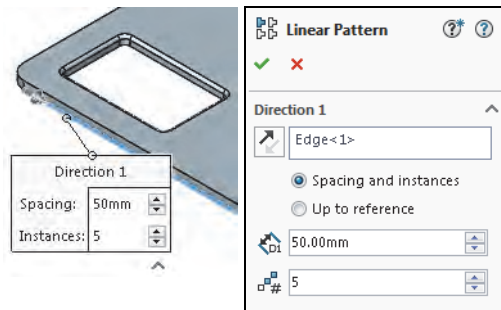 Direction 1
Spacing: 50mm
Instances: 5
Linear Pattern
Direction 1
Edge<1>
Spacing and instances
Up to reference
D1 50.00mm
# 5